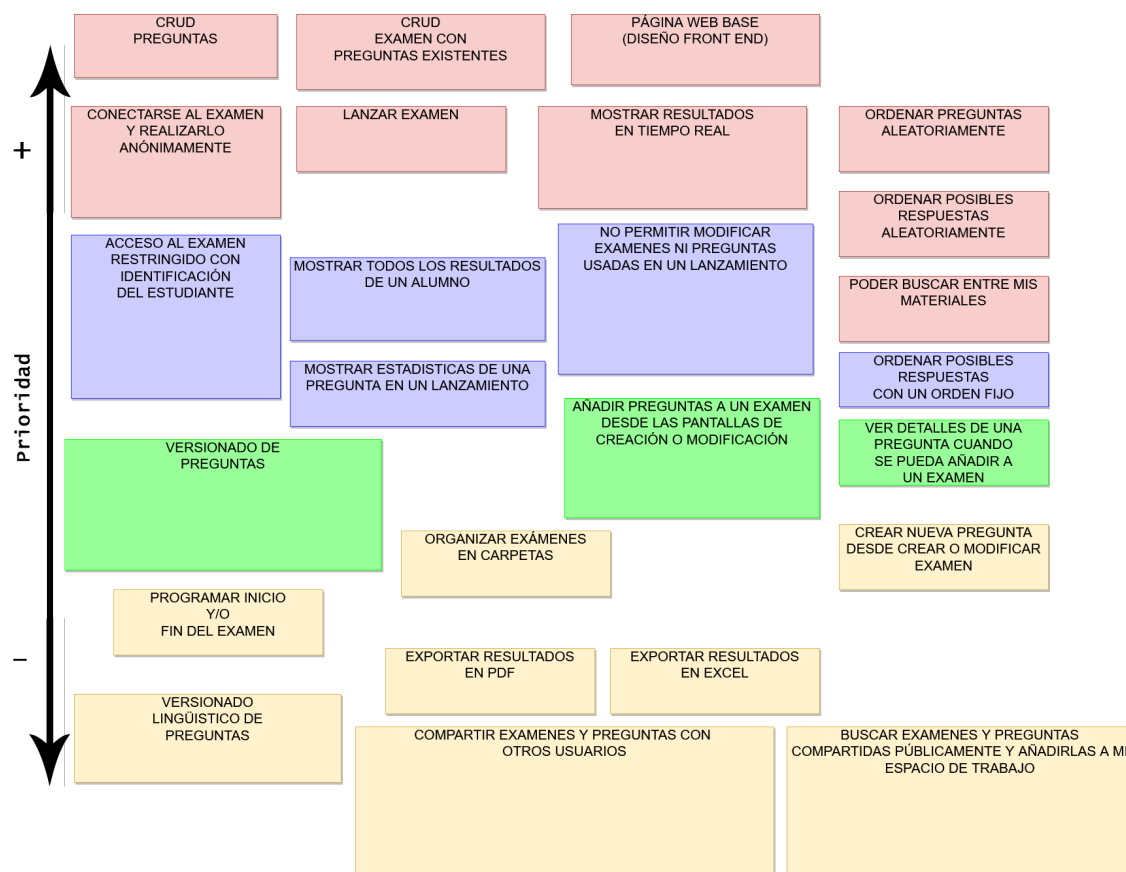 CRUD
PREGUNTAS
CRUD
EXAMEN CON
PREGUNTAS EXISTENTES
PÁGINA WEB BASE
(DISEÑO FRONT END)
CONECTARSE AL EXAMEN
Y REALIZARLO
ANÓNIMAMENTE
LANZAR EXAMEN
MOSTRAR RESULTADOS
EN TIEMPO REAL
ORDENAR PREGUNTAS
ALEATORIAMENTE
+
ORDENAR POSIBLES
RESPUESTAS
ALEATORIAMENTE
ACCESO AL EXAMEN
RESTRINGIDO CON
IDENTIFICACIÓN
DEL ESTUDIANTE
MOSTRAR TODOS LOS RESULTADOS
DE UN ALUMNO
NO PERMITIR MODIFICAR
EXAMENES NI PREGUNTAS
USADAS EN UN LANZAMIENTO
PODER BUSCAR ENTRE MIS
MATERIALES
Prioridad
MOSTRAR ESTADISTICAS DE UNA
PREGUNTA EN UN LANZAMIENTO
ORDENAR POSIBLES
RESPUESTAS
CON UN ORDEN FIJO
AÑADIR PREGUNTAS A UN EXAMEN
DESDE LAS PANTALLAS DE
CREACIÓN O MODIFICACIÓN
VER DETALLES DE UNA
PREGUNTA CUANDO
SE PUEDA AÑADIR A
UN EXAMEN
VERSIONADO DE
PREGUNTAS
ORGANIZAR EXÁMENES
EN CARPETAS
CREAR NUEVA PREGUNTA
DESDE CREAR O MODIFICAR
EXAMEN
PROGRAMAR INICIO
Y/O
FIN DEL EXAMEN
-
EXPORTAR RESULTADOS
EN PDF
EXPORTAR RESULTADOS
EN EXCEL
VERSIONADO
LINGÜISTICO DE
PREGUNTAS
COMPARTIR EXAMENES Y PREGUNTAS CON
OTROS USUARIOS
BUSCAR EXAMENES Y PREGUNTAS
COMPARTIDAS PÚBLICAMENTE Y AÑADIRLAS A
ESPACIO DE TRABAJO